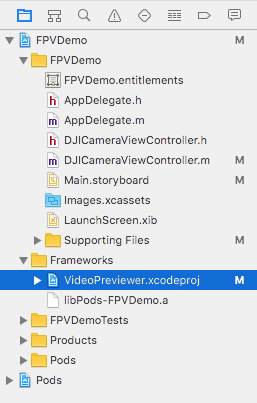 FPVDemo M
FPVDemo
FPVDemo.entitlements
h AppDelegate.h
m AppDelegate.m
h DJICameraViewController.h
m DJICameraViewController.m M
Main.storyboard M
Images.xcassets
LaunchScreen.xib
Supporting Files M
Frameworks
VideoPreviewer.xcodeproj M
libPods-FPVDemo.a
FPVDemoTests
Products
Pods
Pods